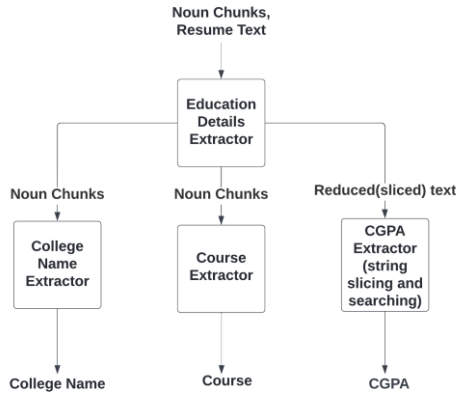 Noun Chunks,
Resume Text
Education
Details
Extractor
Noun Chunks
Noun Chunks
Reduced(sliced) text
College
Name
Extractor
Course
Extractor
CGPA
Extractor
(string
slicing and
searching)
College Name
Course
CGPA